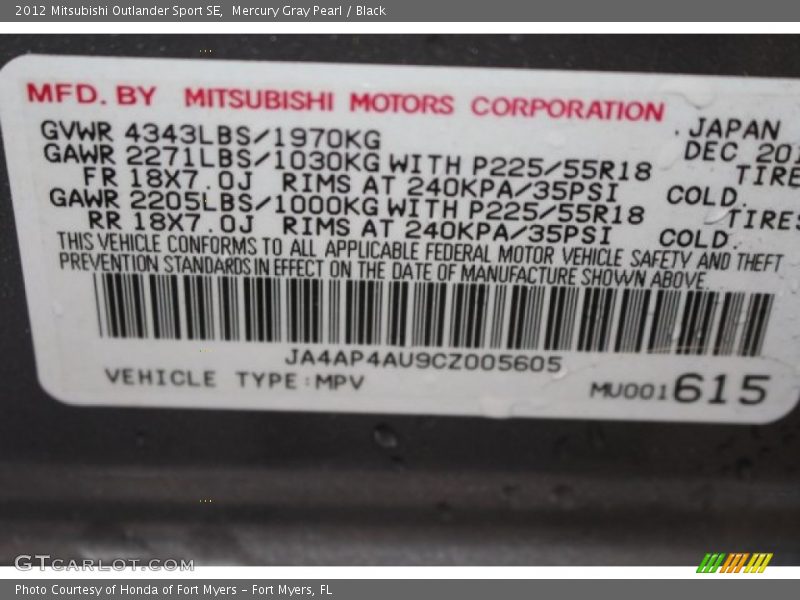 2012 Mitsubishi Outlander Sport SE,  Mercury Gray Pearl / Black
MFD. BY MITSUBISHI MOTORS CORPORATION
.JAPAN
GVWR 4343LBS/1970KG
DEC
GAWR 2271LBS/1030KG WITH P225/55R18 TIRE
FR 18X7.0J RIMS AT 240KPA/35PSI COLD.
GAWR 2205LBS/1000KG WITH P225/55R18 TIRES
RR 18X7.0J RIMS AT 240KPA/35PSI COLD.
THIS VEHICLE CONFORMS TO ALL APPLICABLE FEDERAL MOTOR VEHICLE SAFETY AND THEFT
PREVENTION STANDARDS IN EFFECT ON THE DATE OF MANUFACTURE SHOWN ABOVE.
JA4AP4AU9CZ005605
VEHICLE TYPE:MPV
MU001615
GTCARLOT.COM
Photo Courtesy of Honda of Fort Myers – Fort Myers, FL